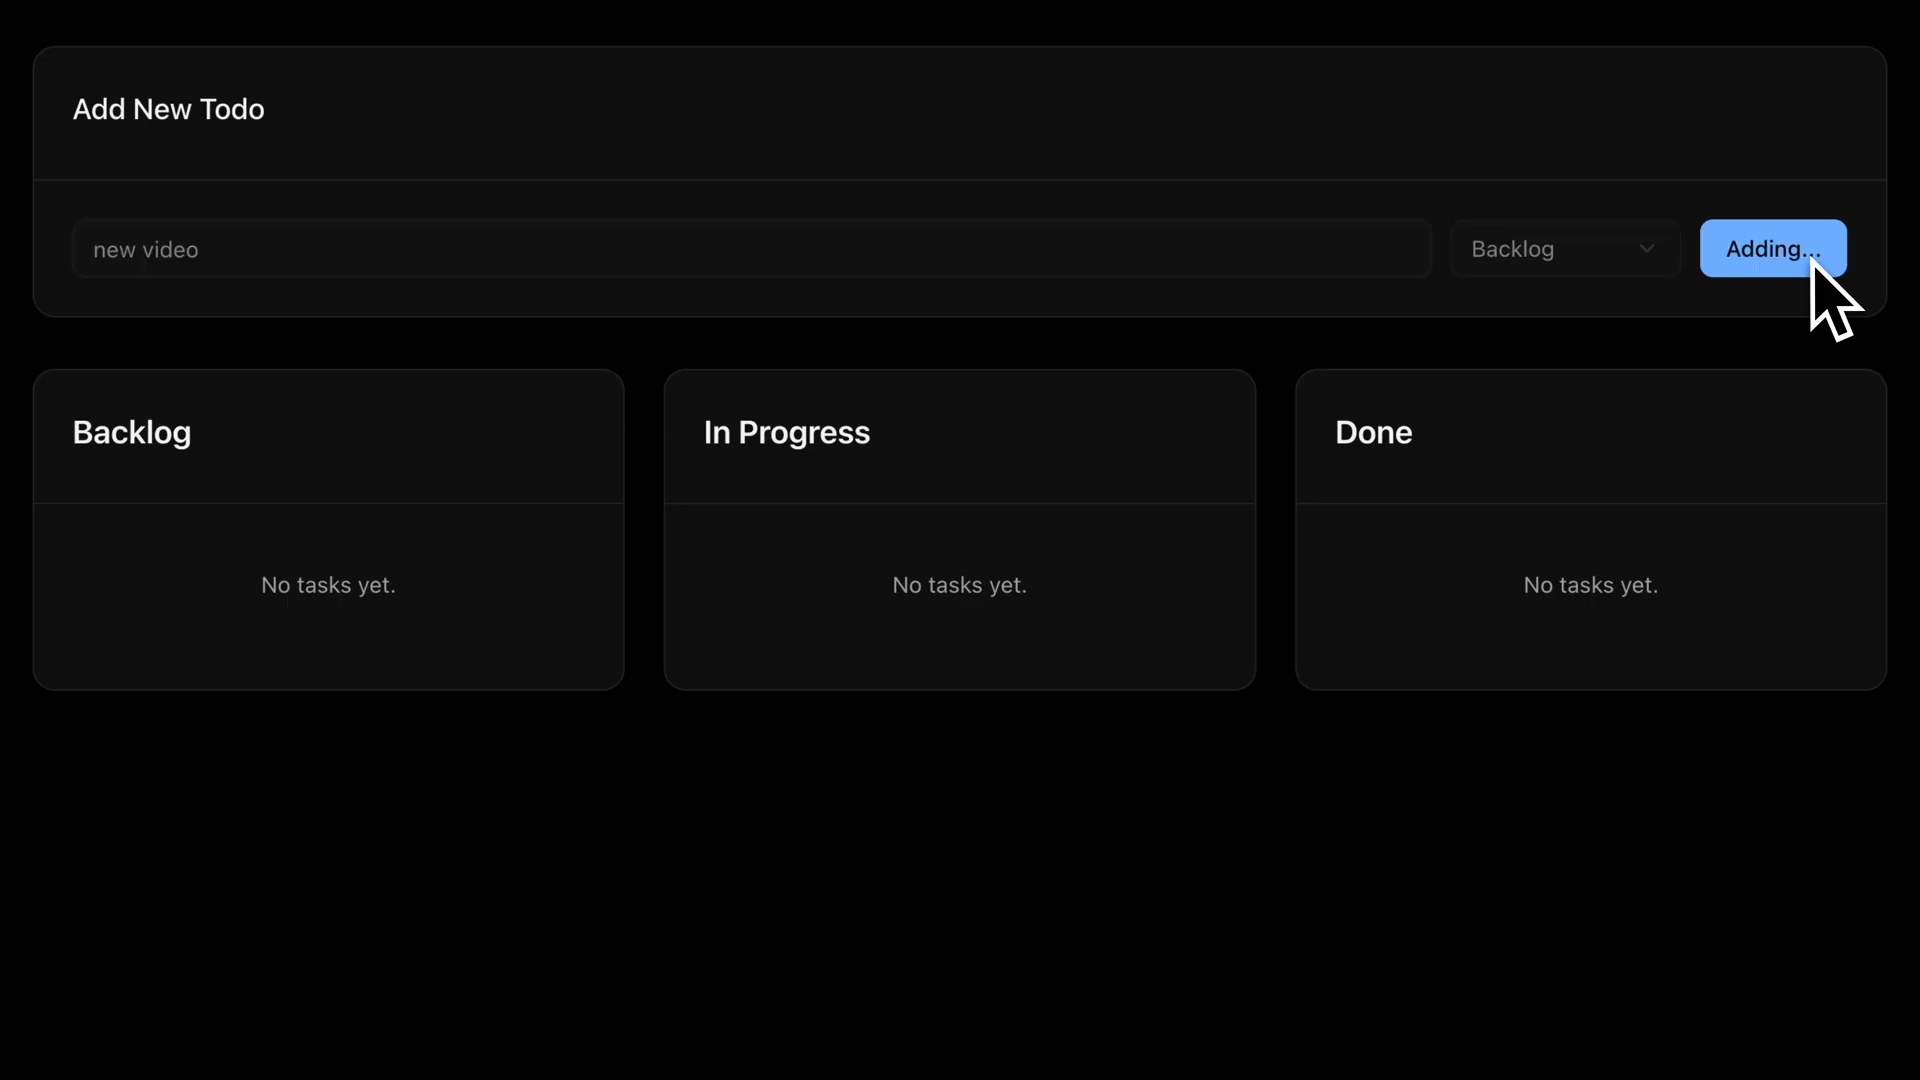 Add New Todo
new video
Backlog
Adding...
Backlog
In Progress
Done
No tasks yet.
No tasks yet.
No tasks yet.